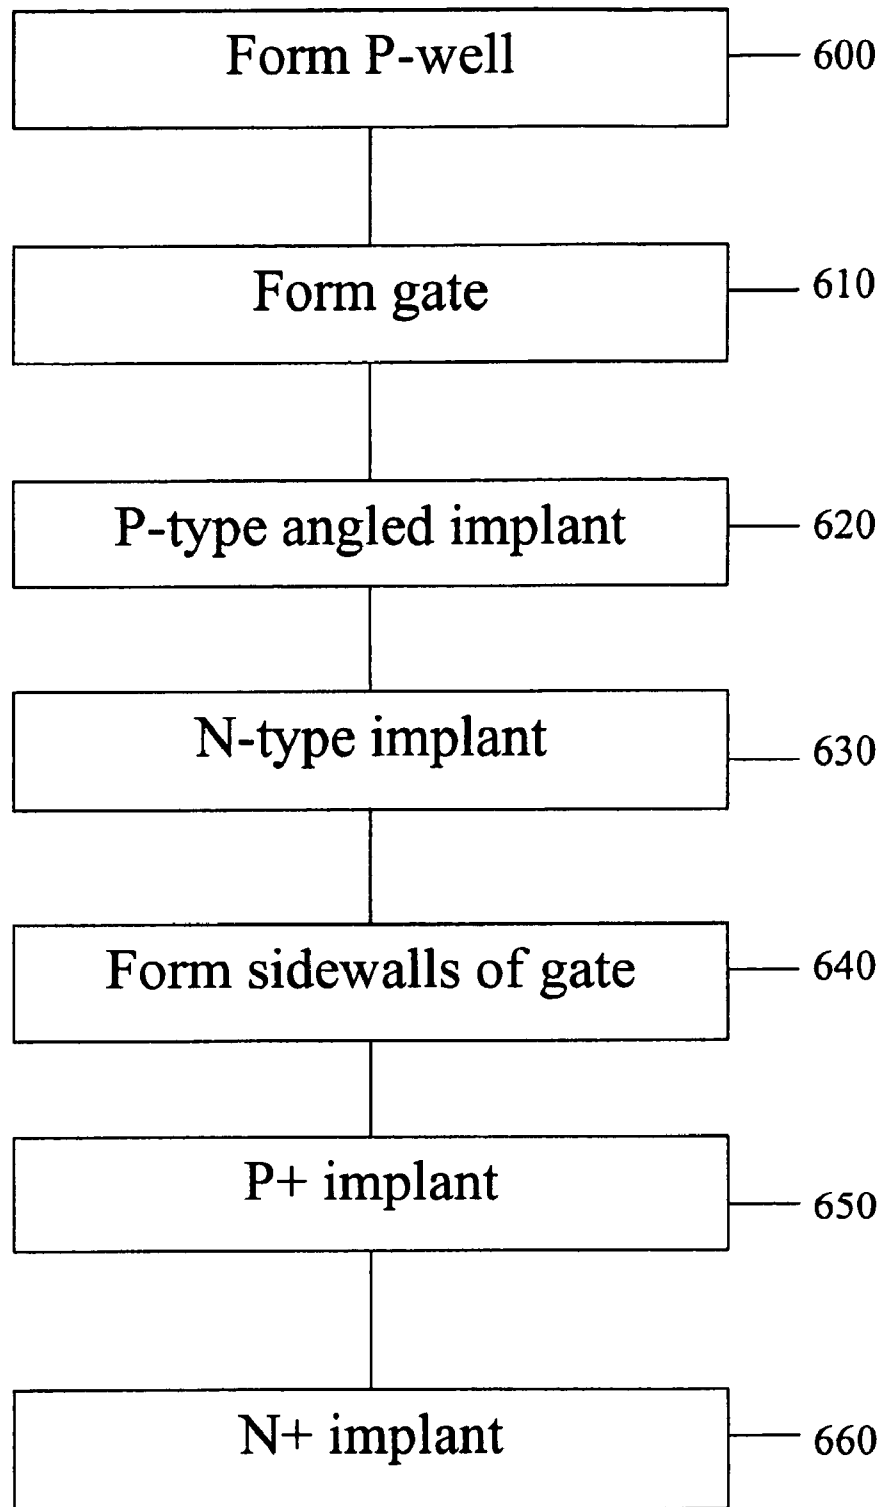 Form P-well
600
Form gate
610
P-type angled implant
620
N-type implant
630
Form sidewalls of gate
640
P+ implant
650
N+ implant
660